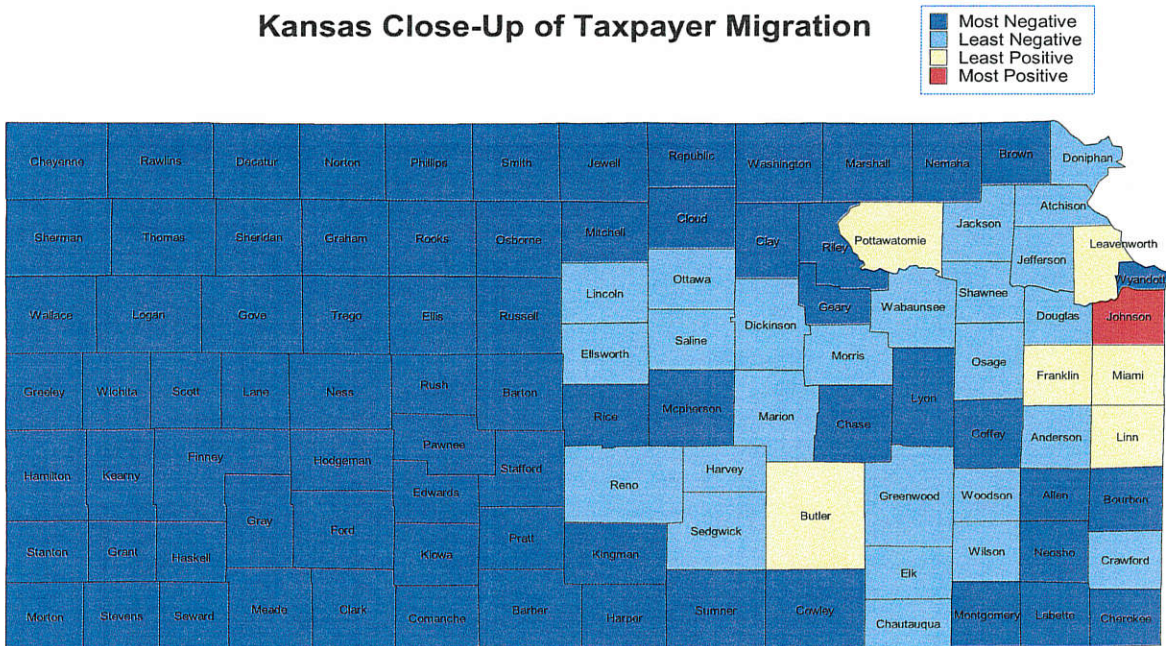 Kansas Close-Up of Taxpayer Migration
Most Negative
Least Negative
Least Positive
Most Positive
Cheyenne Rawlins Decatur Norton Phillips Smith Jewell Republic Washington Marshall Nemaha Brown Doniphan
Atchison
Sherman Thomas Sheridan Graham Rooks Osborne Mitchell Cloud Clay Riley Pottawatomie Jackson Leavenworth
Jefferson
Wyandott
Lincoln Ottawa Geary Wabaunsee Shawnee
Wallace Logan Gove Trego Ellis Russell Dickinson Douglas Johnson
Ellsworth Saline Morris Osage
Franklin Miami
Greeley Wichita Scott Lane Ness Rush Barton Rice Mcpherson Marion Chase Lyon Coffey Anderson Linn
Hamilton Kearny Finney Hodgeman Pawnee Stafford
Edwards Reno Harvey Butler Greenwood Woodson Allen Bourbon
Gray Ford Sedgwick
Stanton Grant Haskell Kiowa Pratt Kingman Wilson Neosho Crawford
Elk
Morton Stevens Seward Meade Clark Comanche Barber Harper Sumner Cowley Chautauqua Montgomery Labette Cherokee